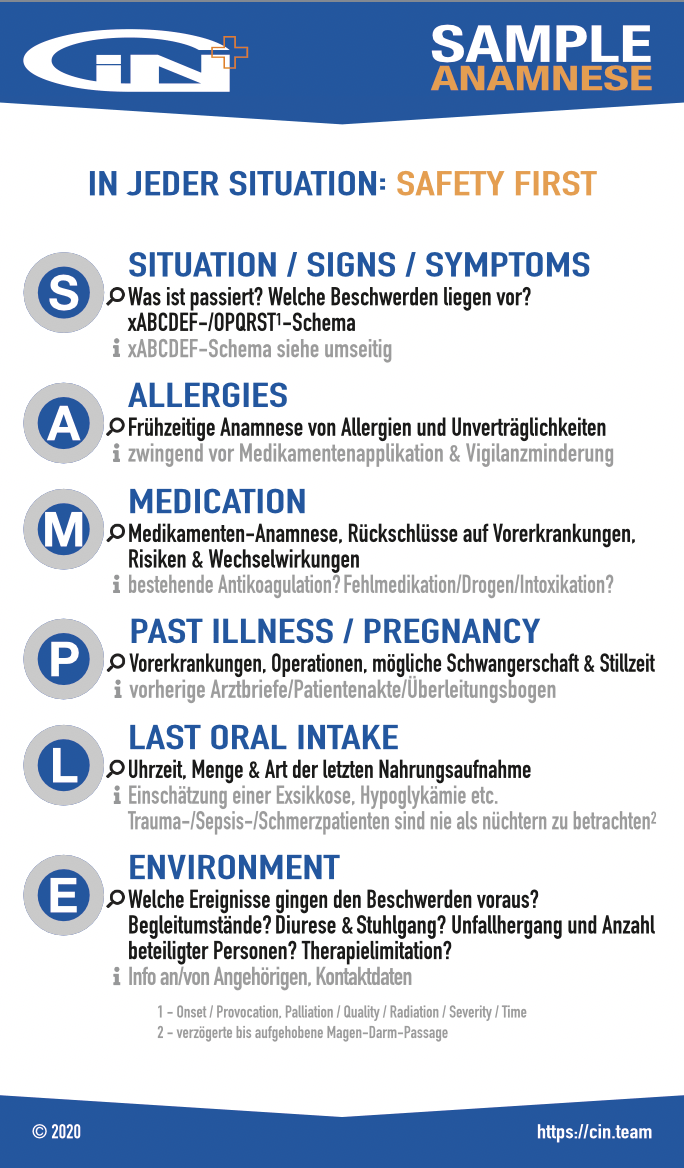 CiN
SAMPLE
ANAMNESE
IN JEDER SITUATION: SAFETY FIRST
S
SITUATION / SIGNS / SYMPTOMS
Was ist passiert? Welche Beschwerden liegen vor?
xABCDEF-/OPQRST¹-Schema
i xABCDEF-Schema siehe umseitig
A
ALLERGIES
Frühzeitige Anamnese von Allergien und Unverträglichkeiten
i zwingend vor Medikamentenapplikation & Vigilanzminderung
M
MEDICATION
Medikamenten-Anamnese, Rückschlüsse auf Vorerkrankungen,
Risiken & Wechselwirkungen
i bestehende Antikoagulation? Fehlmedikation/Drogen/Intoxikation?
P
PAST ILLNESS / PREGNANCY
Vorerkrankungen, Operationen, mögliche Schwangerschaft & Stillzeit
i vorherige Arztbriefe/Patientenakte/Überleitungsbogen
L
LAST ORAL INTAKE
Uhrzeit, Menge & Art der letzten Nahrungsaufnahme
i Einschätzung einer Exsikkose, Hypoglykämie etc.
Trauma-/Sepsis-/Schmerzpatienten sind nie als nüchtern zu betrachten²
E
ENVIRONMENT
Welche Ereignisse gingen den Beschwerden voraus?
Begleitumstände? Diurese & Stuhlgang? Unfallhergang und Anzahl
beteiligter Personen? Therapielimitation?
i Info an/von Angehörigen, Kontaktdaten
1 - Onset / Provocation, Palliation / Quality / Radiation / Severity / Time
2 - verzögerte bis aufgehobene Magen-Darm-Passage
© 2020
https://cin.team